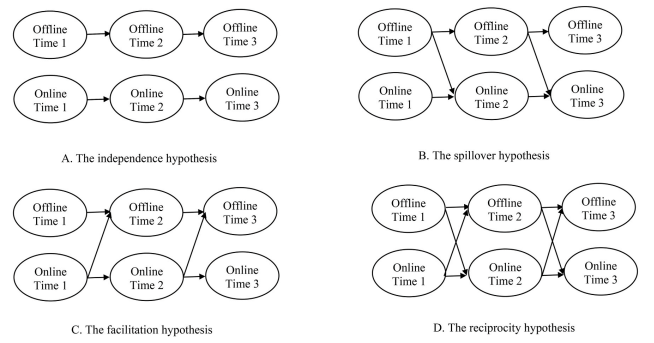 Offline
Time 1
Offline
Time 2
Offline
Time 3
Online
Time 1
Online
Time 2
Online
Time 3
A. The independence hypothesis
Offline
Time 1
Offline
Time 2
Offline
Time 3
Online
Time 1
Online
Time 2
Online
Time 3
B. The spillover hypothesis
Offline
Time 1
Offline
Time 2
Offline
Time 3
Online
Time 1
Online
Time 2
Online
Time 3
C. The facilitation hypothesis
Offline
Time 1
Offline
Time 2
Offline
Time 3
Online
Time 1
Online
Time 2
Online
Time 3
D. The reciprocity hypothesis